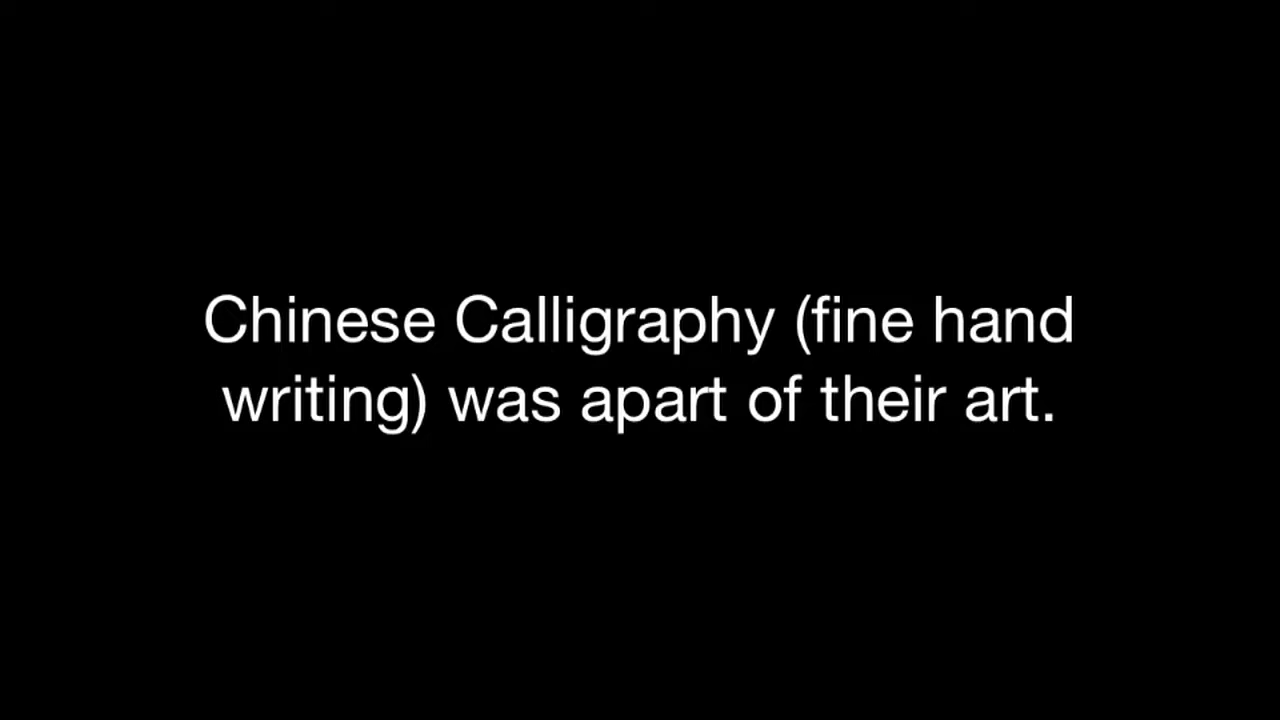 Chinese Calligraphy (fine hand
writing) was apart of their art.